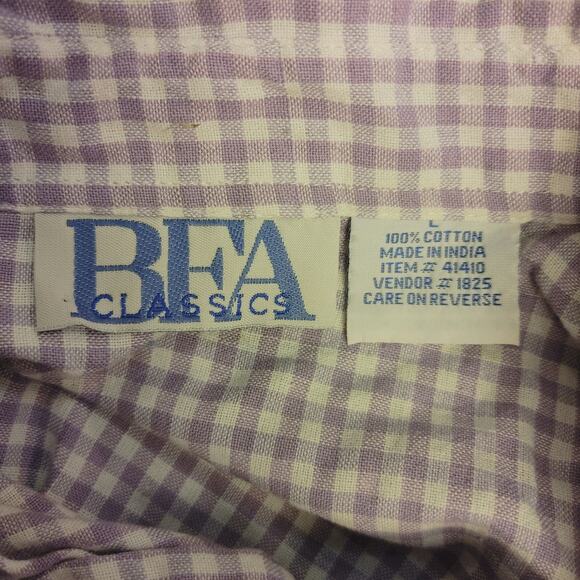 BFA
CLASSICS
L
100% COTTON
MADE IN INDIA
ITEM # 41410
VENDOR # 1825
CARE ON REVERSE